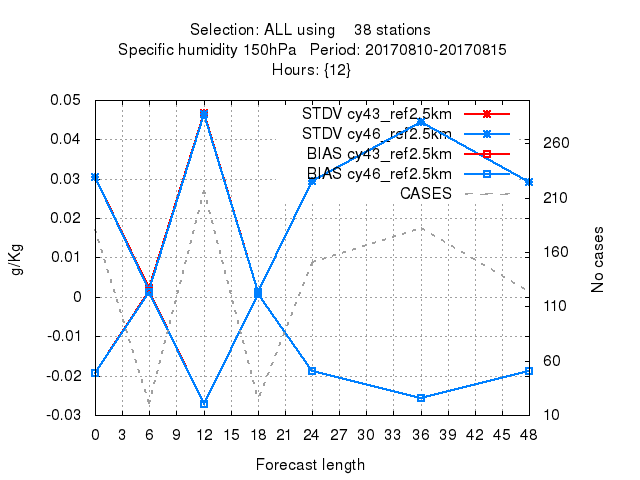 Selection: ALL using 38 stations
Specific humidity 150hPa Period: 20170810-20170815
Hours: {12}
0.05
0.04
0.03
0.02
0.01
0
-0.01
-0.02
-0.03
g/Kg
STDV cy43_ref2.5km
STDV cy46_ref2.5km
BIAS cy43_ref2.5km
BIAS cy46_ref2.5km
CASES
260
210
160
110
60
10
No cases
0 3 6 9 12 15 18 21 24 27 30 33 36 39 42 45 48
Forecast length